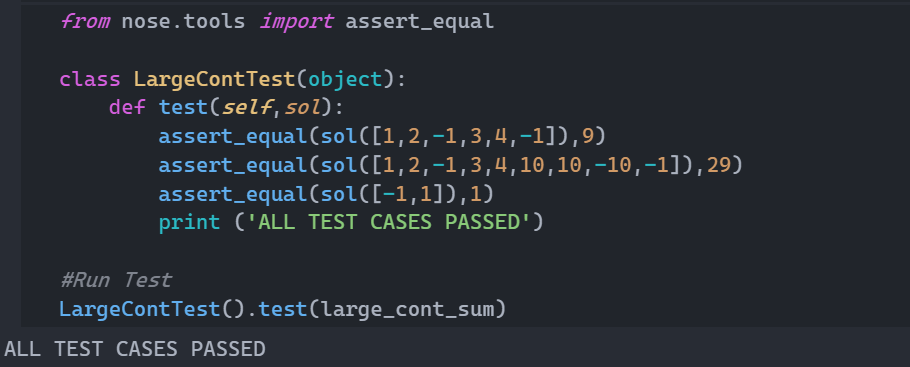 from nose.tools import assert_equal
class LargeContTest(object):
def test(self,sol):
assert_equal(sol([1,2,-1,3,4,-1]),9)
assert_equal(sol([1,2,-1,3,4,10,10,-10,-1]),29)
assert_equal(sol([-1,1]),1)
print ('ALL TEST CASES PASSED')
#Run Test
LargeContTest().test(large_cont_sum)
ALL TEST CASES PASSED